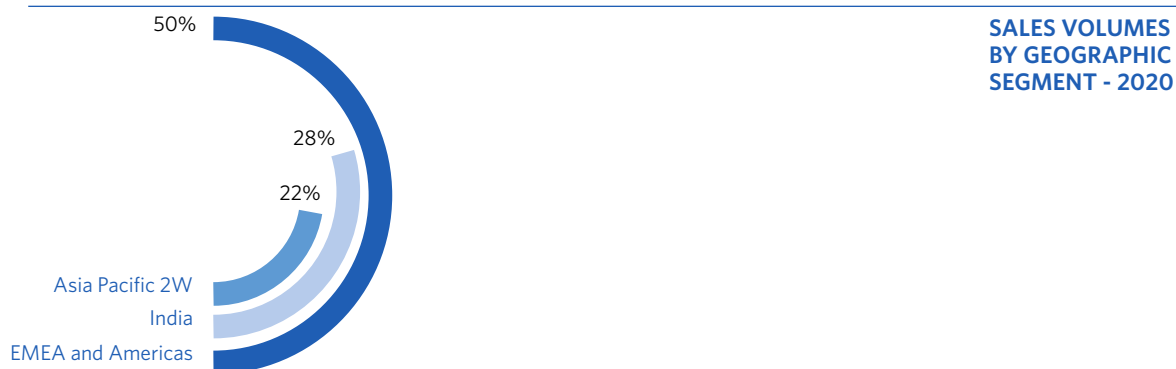 SALES VOLUMES
BY GEOGRAPHIC
SEGMENT - 2020
50%
28%
22%
Asia Pacific 2W
India
EMEA and Americas